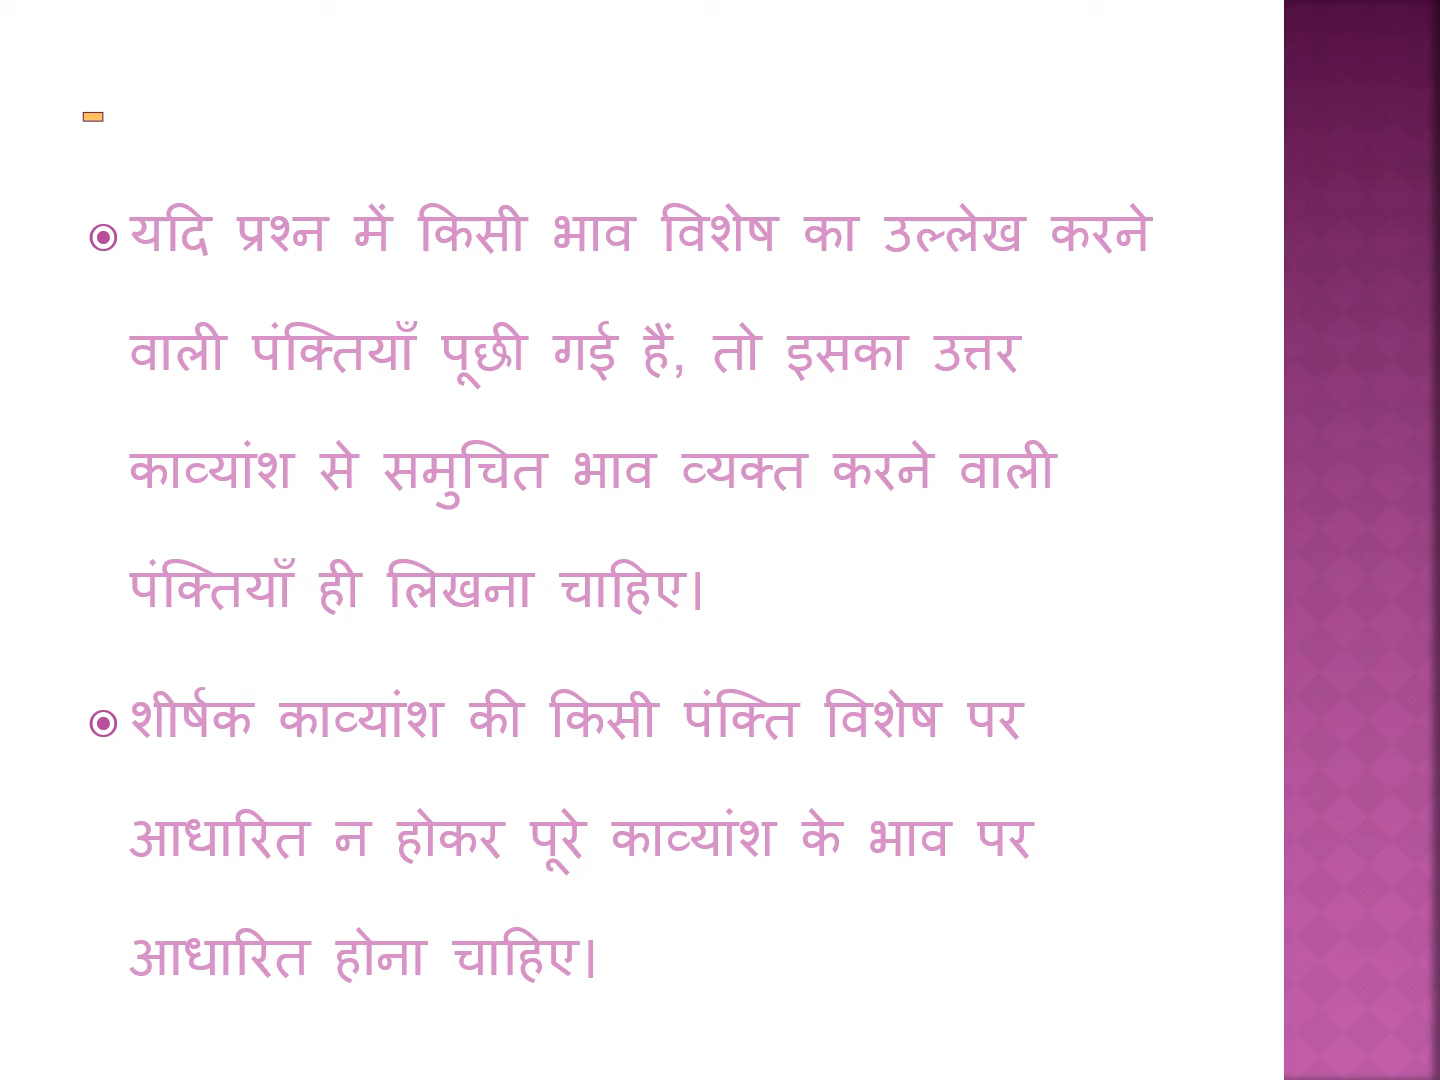 -
यदि प्रश्न में किसी भाव विशेष का उल्लेख करने
वाली पंक्तियाँ पूछी गई हैं, तो इसका उत्तर
काव्यांश से समुचित भाव व्यक्त करने वाली
पंक्तियाँ ही लिखना चाहिए।
शीर्षक काव्यांश की किसी पंक्ति विशेष पर
आधारित न होकर पूरे काव्यांश के भाव पर
आधारित होना चाहिए।